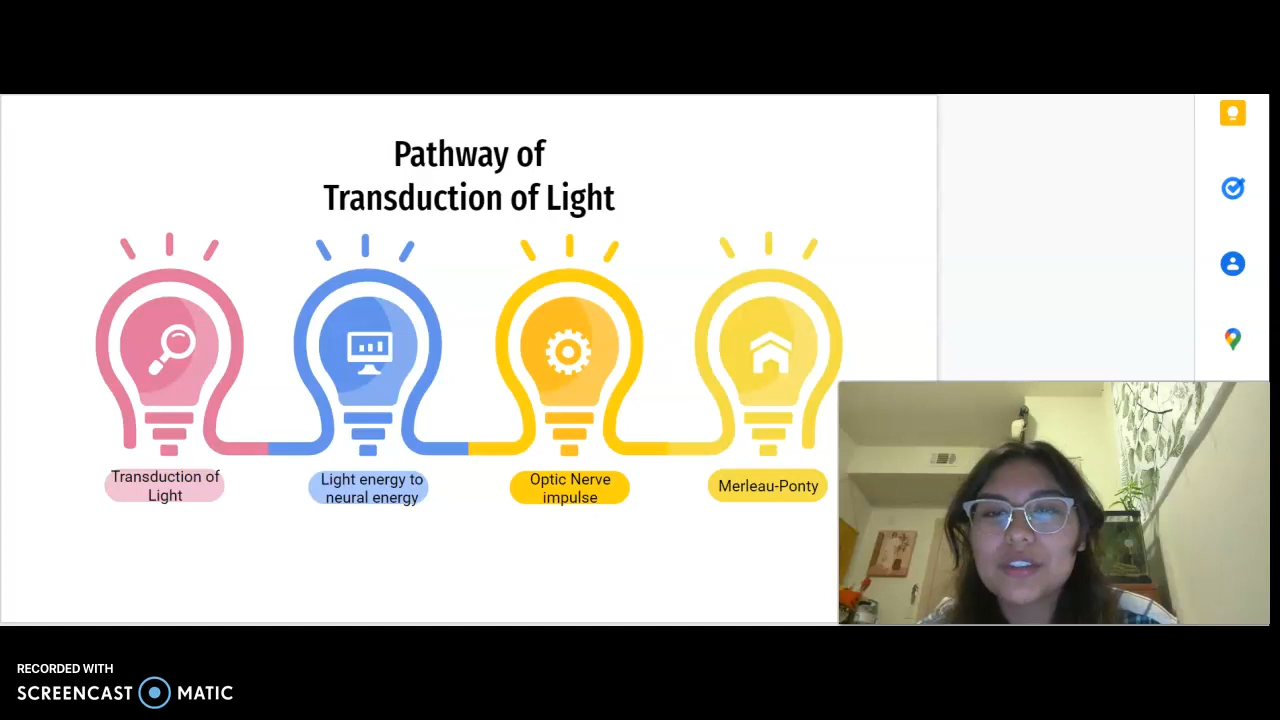 Pathway of
Transduction of Light
Transduction of
Light
Light energy to
neural energy
Optic Nerve
impulse
Merleau-Ponty
RECORDED WITH
SCREENCAST MATIC